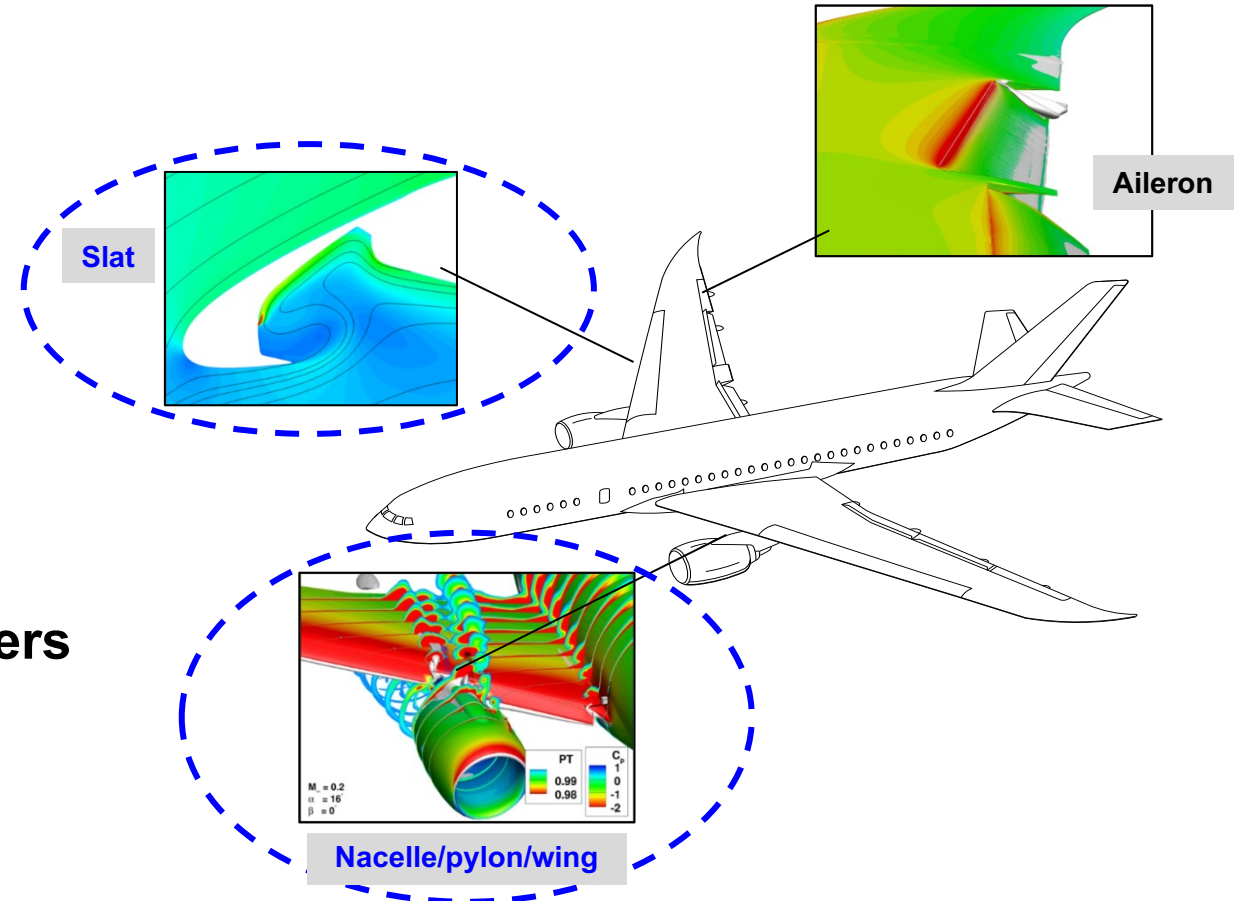 Aileron
Slat
ers
PT
0.99
0.98
Cp
1
0
-1
-2
M∞ = 0.2
α = 16°
β = 0°
Nacelle/pylon/wing